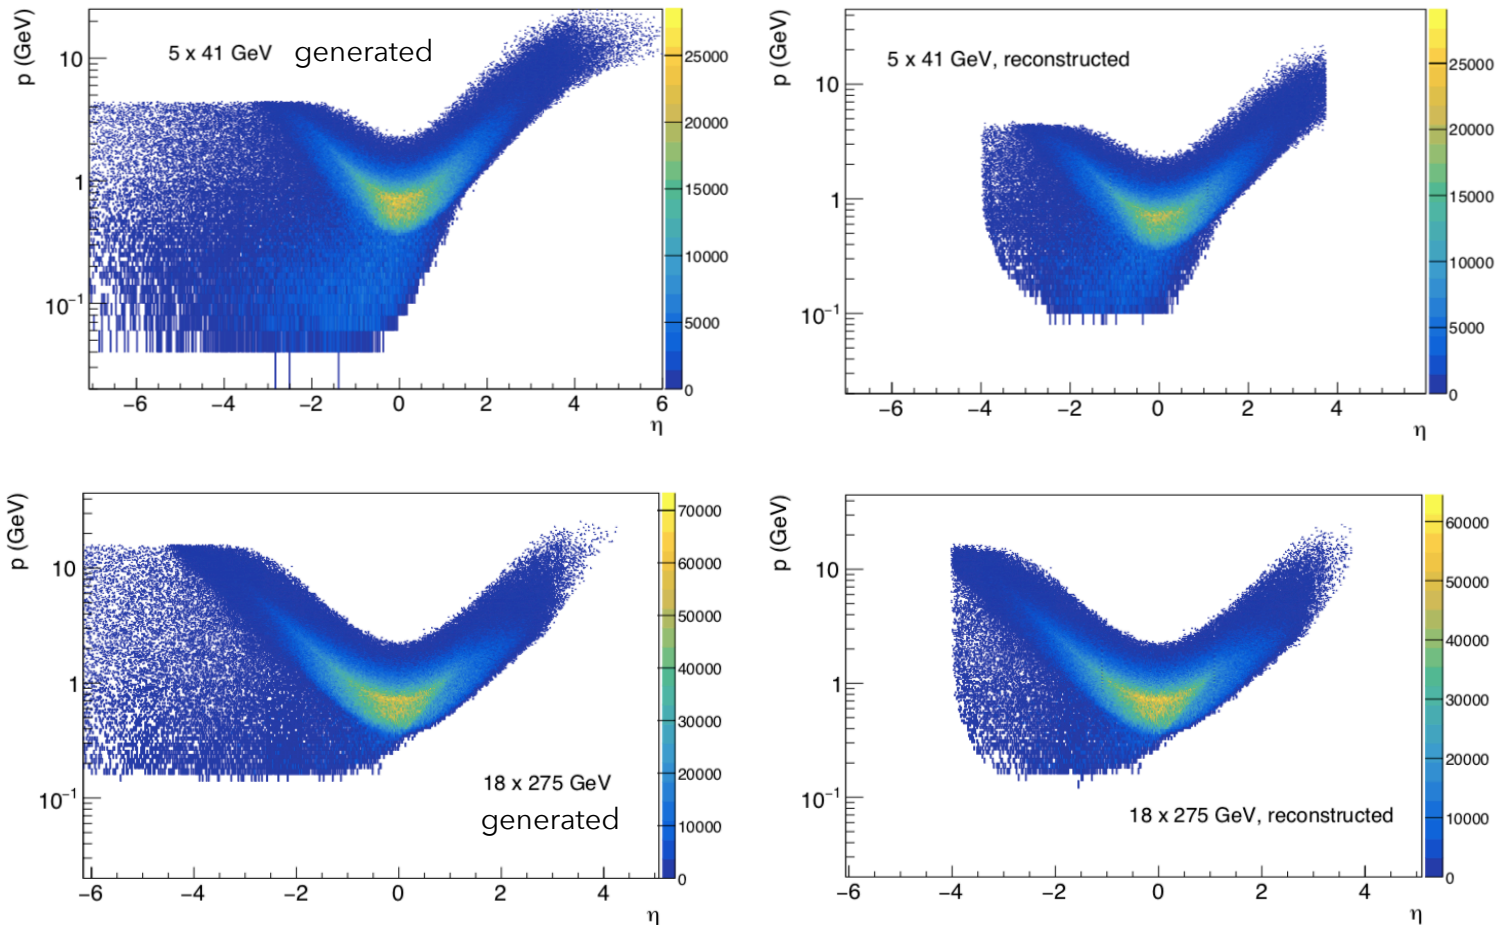 p (GeV)
5 x 41 GeV generated
10
1
10⁻¹
−6 −4 −2 0 2 4 6
η
25000
20000
15000
10000
5000
0
p (GeV)
5 x 41 GeV, reconstructed
10
1
10⁻¹
−6 −4 −2 0 2 4
η
25000
20000
15000
10000
5000
0
p (GeV)
10
1
10⁻¹
18 x 275 GeV
generated
−6 −4 −2 0 2 4
η
70000
60000
50000
40000
30000
20000
10000
0
p (GeV)
10
1
10⁻¹
18 x 275 GeV, reconstructed
−6 −4 −2 0 2 4
η
60000
50000
40000
30000
20000
10000
0